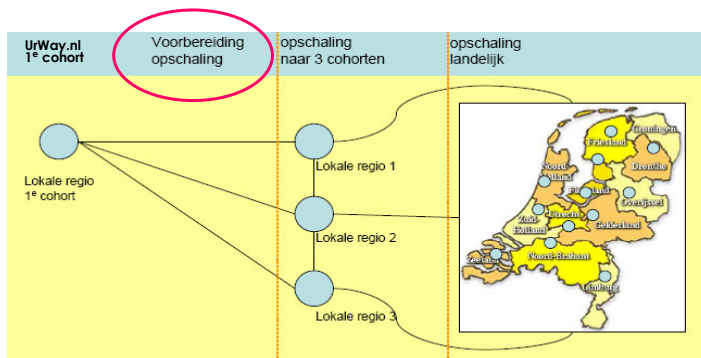 UrWay.nl
1e cohort
Voorbereiding
opschaling
opschaling
naar 3 cohorten
opschaling
landelijk
Lokale regio
1e cohort
Lokale regio 1
Lokale regio 2
Lokale regio 3
Groningen
Friesland
Drenthe
Noord-
Holland
Flevoland
Overijssel
Utrecht
Zuid-
Holland
Gelderland
Zeeland
Noord-Brabant
Limburg